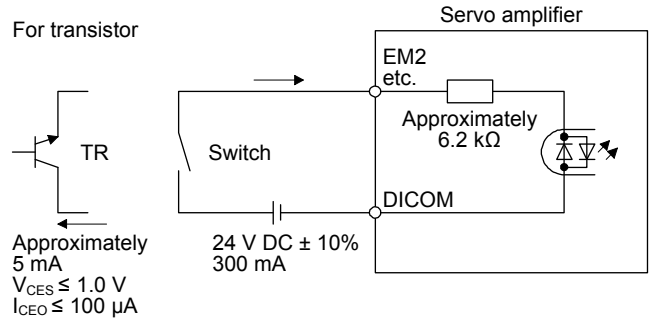 Servo amplifier
For transistor
EM2
etc.
Approximately
6.2 kΩ
TR
Switch
DICOM
Approximately
5 mA
VCES ≤ 1.0 V
ICEO ≤ 100 µA
24 V DC ± 10%
300 mA